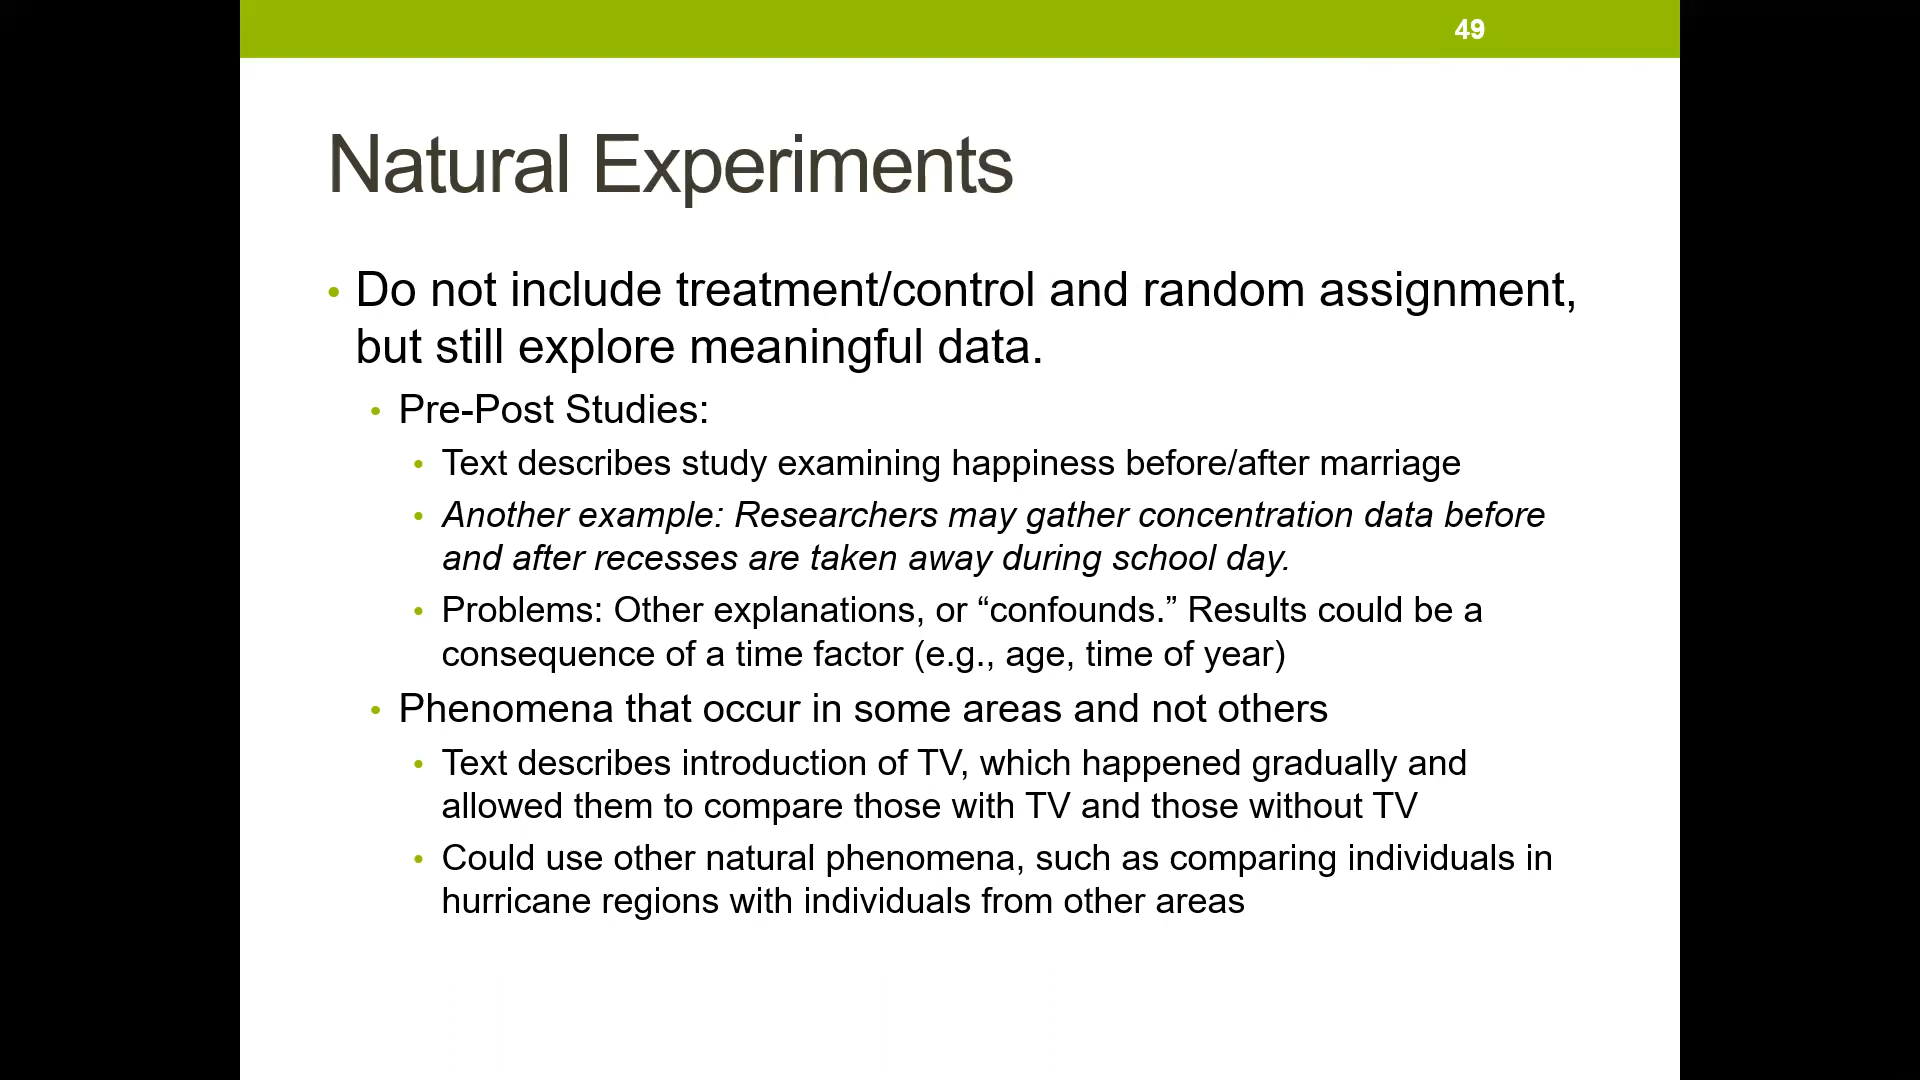 49
Natural Experiments
• Do not include treatment/control and random assignment,
but still explore meaningful data.
• Pre-Post Studies:
• Text describes study examining happiness before/after marriage
• Another example: Researchers may gather concentration data before
and after recesses are taken away during school day.
• Problems: Other explanations, or “confounds.” Results could be a
consequence of a time factor (e.g., age, time of year)
• Phenomena that occur in some areas and not others
• Text describes introduction of TV, which happened gradually and
allowed them to compare those with TV and those without TV
• Could use other natural phenomena, such as comparing individuals in
hurricane regions with individuals from other areas